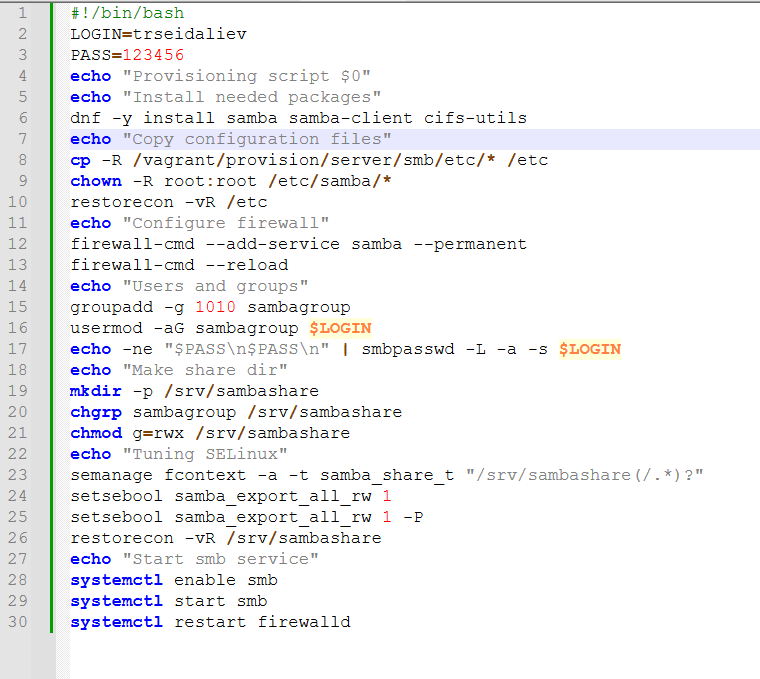 1 #!/bin/bash
2 LOGIN=trseidaliev
3 PASS=123456
4 echo "Provisioning script $0"
5 echo "Install needed packages"
6 dnf -y install samba samba-client cifs-utils
7 echo "Copy configuration files"
8 cp -R /vagrant/provision/server/smb/etc/* /etc
9 chown -R root:root /etc/samba/*
10 restorecon -vR /etc
11 echo "Configure firewall"
12 firewall-cmd --add-service samba --permanent
13 firewall-cmd --reload
14 echo "Users and groups"
15 groupadd -g 1010 sambagroup
16 usermod -aG sambagroup $LOGIN
17 echo -ne "$PASS\n$PASS\n" | smbpasswd -L -a -s $LOGIN
18 echo "Make share dir"
19 mkdir -p /srv/sambashare
20 chgrp sambagroup /srv/sambashare
21 chmod g=rwx /srv/sambashare
22 echo "Tuning SELinux"
23 semanage fcontext -a -t samba_share_t "/srv/sambashare(/.*)?"
24 setsebool samba_export_all_rw 1
25 setsebool samba_export_all_rw 1 -P
26 restorecon -vR /srv/sambashare
27 echo "Start smb service"
28 systemctl enable smb
29 systemctl start smb
30 systemctl restart firewalld